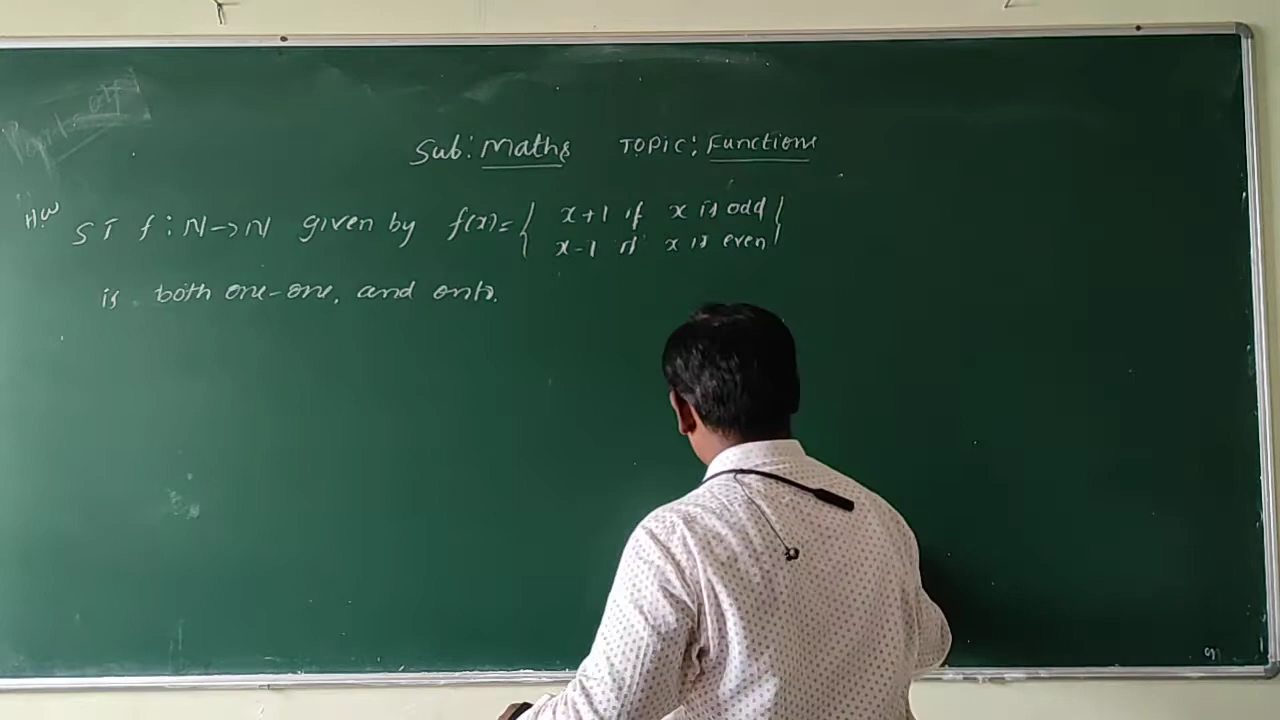 Sub: Maths TOPIC: Functions
H.W
ST f: N→N given by f(x)= { x+1 if x is odd
x-1 if x is even }
is both one-one, and onto.